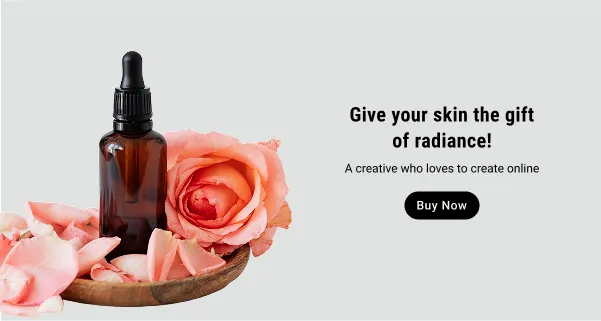 Give your skin the gift
of radiance!
A creative who loves to create online
Buy Now